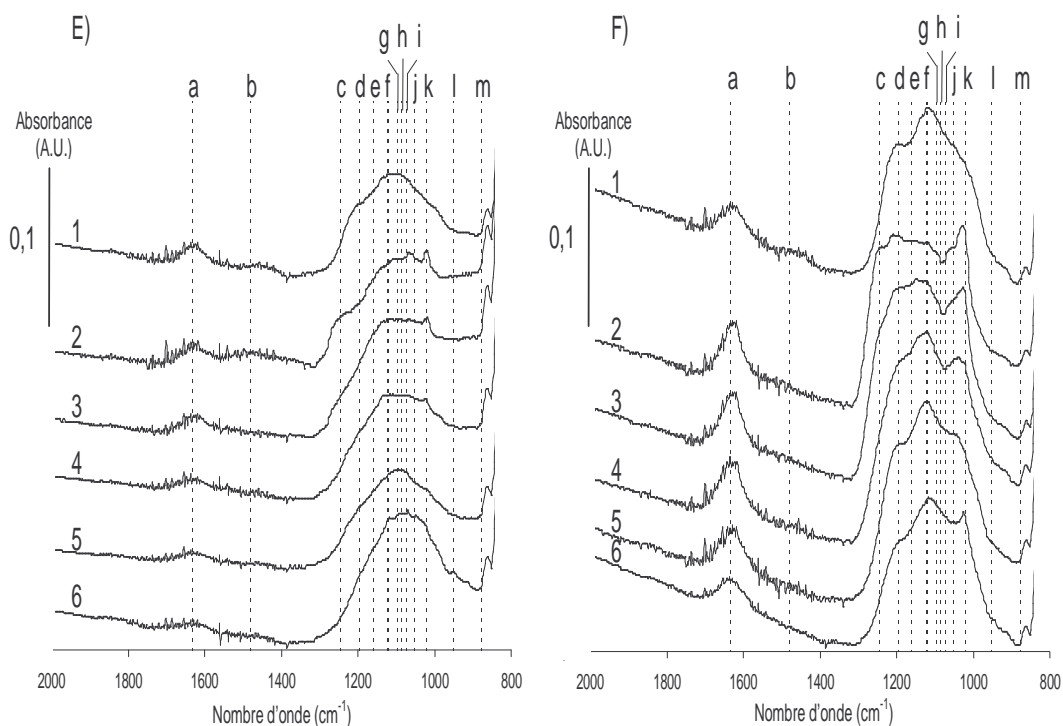 E)
g h i
a b c d e f j k l m
Absorbance
(A.U.)
0,1
1
2
3
4
5
6
2000 1800 1600 1400 1200 1000 800
Nombre d'onde (cm⁻¹)
F)
g h i
a b c d e f j k l m
Absorbance
(A.U.)
0,1
1
2
3
4
5
6
2000 1800 1600 1400 1200 1000 800
Nombre d'onde (cm⁻¹)